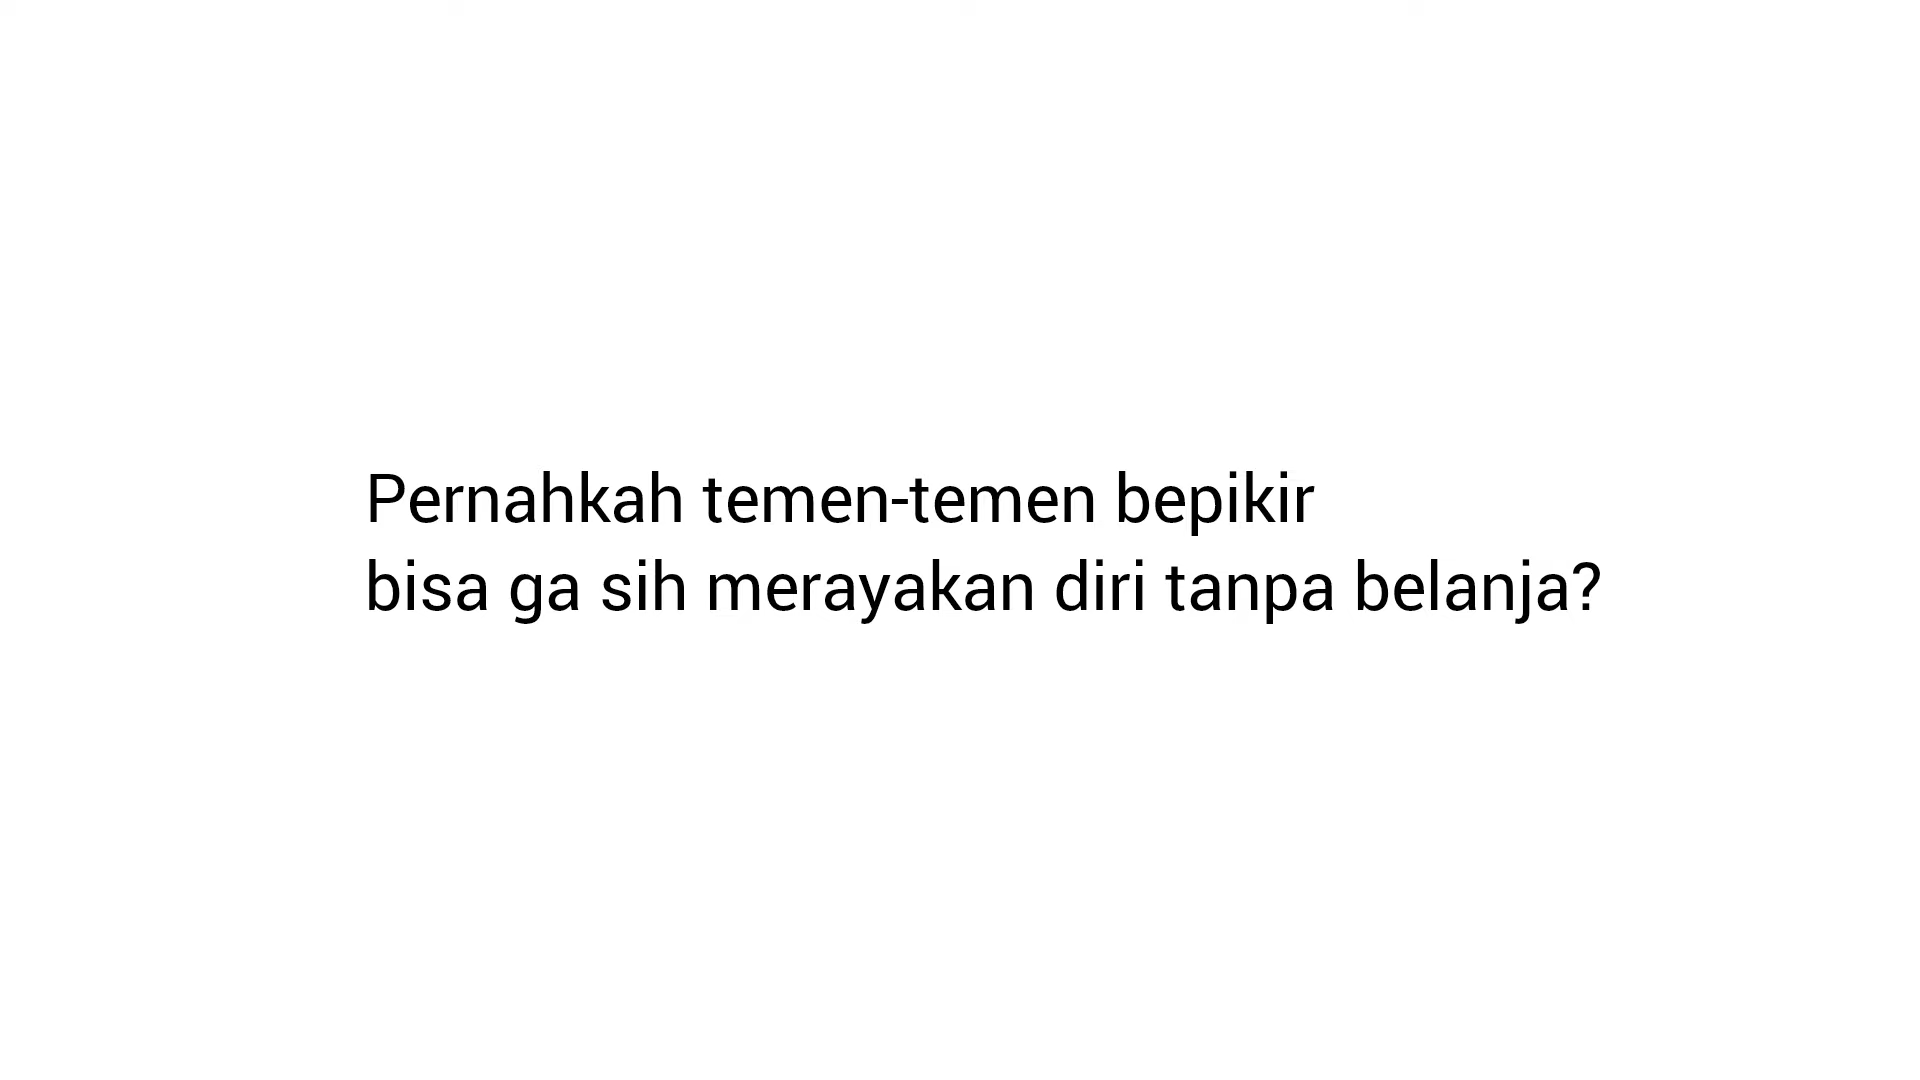 Pernahkah temen-temen bepikir
bisa ga sih merayakan diri tanpa belanja?